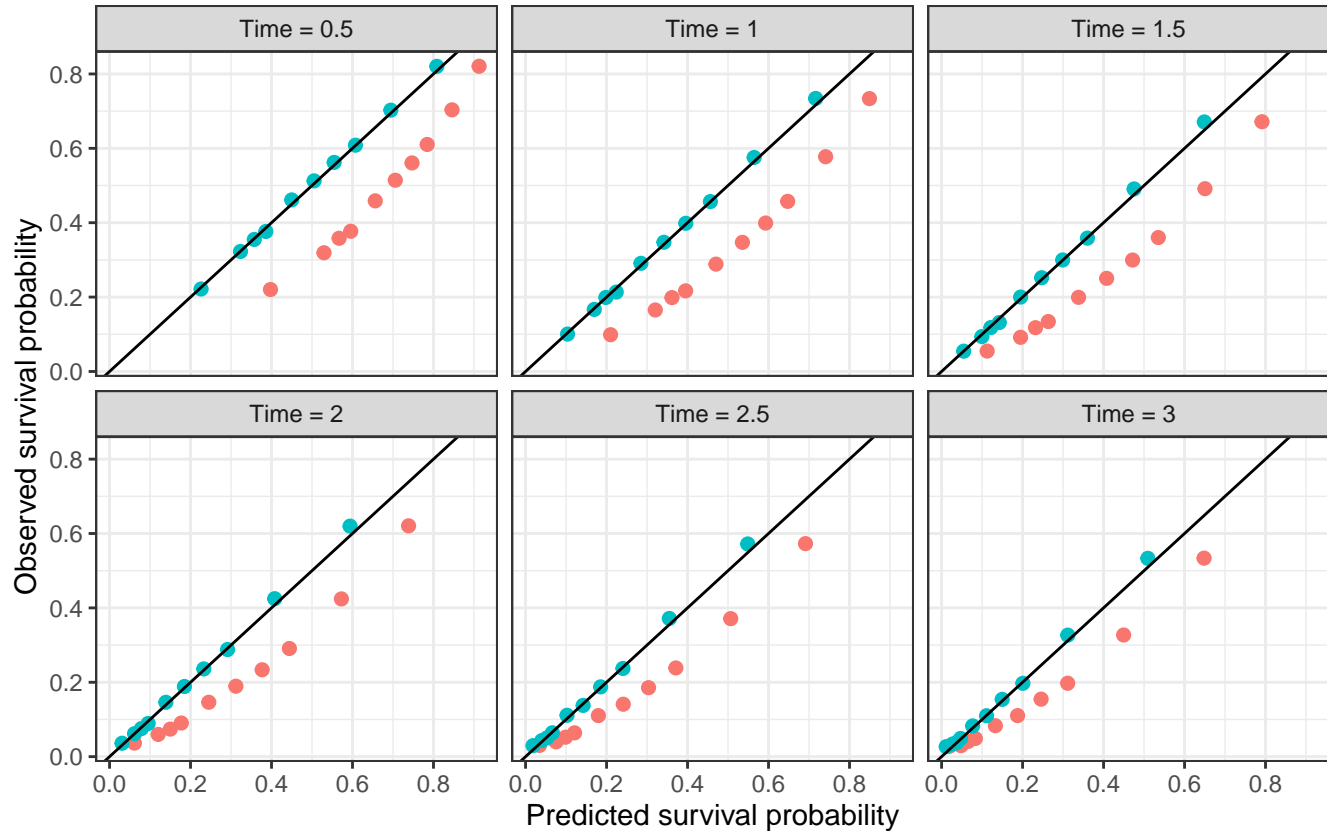 Time = 0.5
Time = 1
Time = 1.5
0.8
0.6
0.4
0.2
0.0
Time = 2
Time = 2.5
Time = 3
0.8
0.6
0.4
0.2
0.0
0.0 0.2 0.4 0.6 0.8
0.0 0.2 0.4 0.6 0.8
0.0 0.2 0.4 0.6 0.8
Predicted survival probability
Observed survival probability